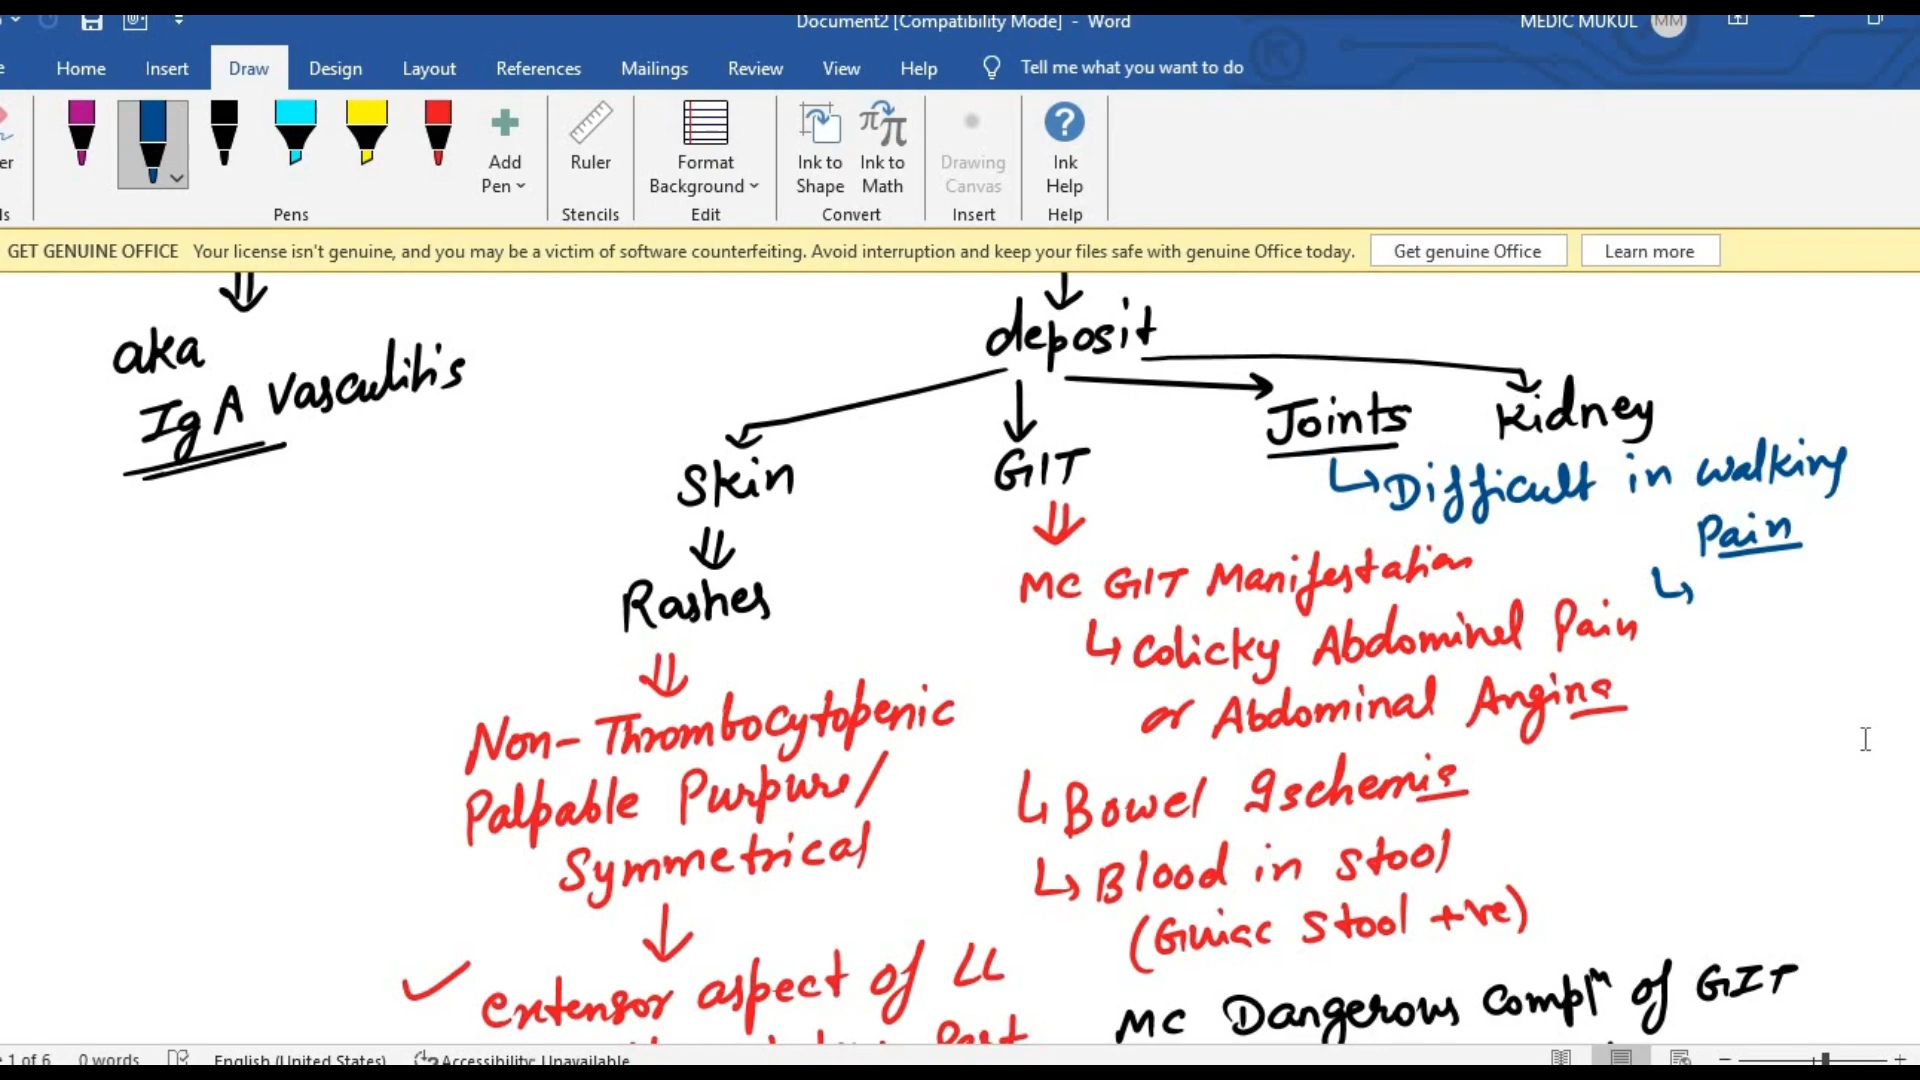 Document2 [Compatibility Mode] - Word
MEDIC MUKUL MM
Home Insert Draw Design Layout References Mailings Review View Help Tell me what you want to do
Add Pen
Ruler
Format Background
Ink to Shape
Ink to Math
Drawing Canvas
Ink Help
Pens Stencils Edit Convert Insert Help
GET GENUINE OFFICE Your license isn't genuine, and you may be a victim of software counterfeiting. Avoid interruption and keep your files safe with genuine Office today. Get genuine Office Learn more
aka
IgA Vasculitis
deposit
Skin
GIT
Joints
Kidney
Difficult in walking
Pain
Rashes
MC GIT Manifestation
Colicky Abdominal Pain
or Abdominal Angina
Non-Thrombocytopenic
Palpable Purpura/
Symmetrical
Bowel Ischemia
Blood in stool
(Guiac stool +ve)
extensor aspect of LL
Part
MC Dangerous complⁿ of GIT
1 of 6 0 words English (United States) Accessibility: Unavailable